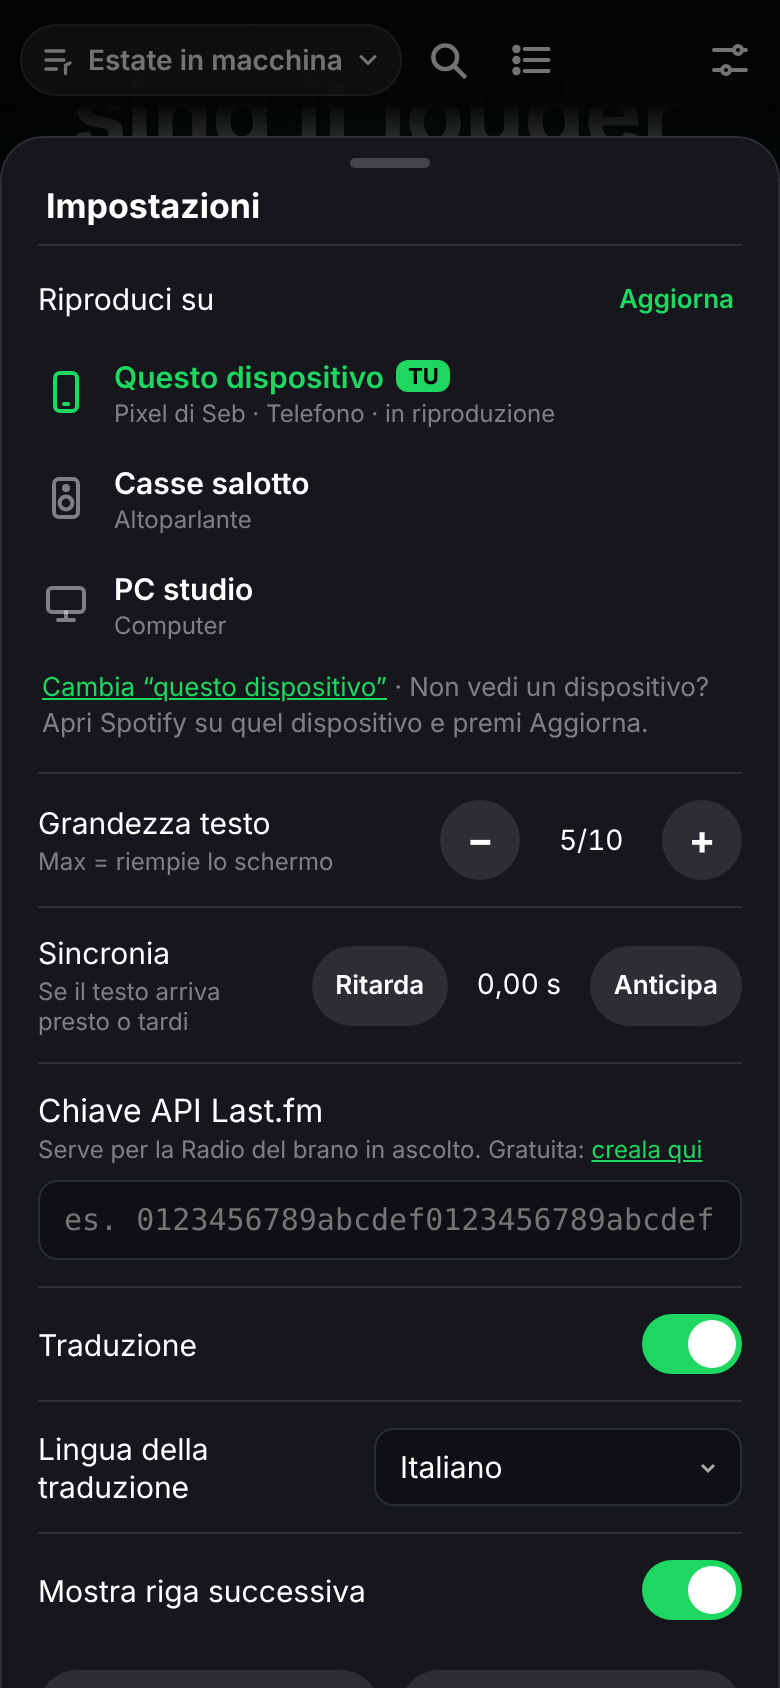 Estate in macchina
sing it louder
Impostazioni
Riproduci su
Aggiorna
Questo dispositivo TU
Pixel di Seb · Telefono · in riproduzione
Casse salotto
Altoparlante
PC studio
Computer
Cambia “questo dispositivo” · Non vedi un dispositivo?
Apri Spotify su quel dispositivo e premi Aggiorna.
Grandezza testo
Max = riempie lo schermo
− 5/10 +
Sincronia
Se il testo arriva
presto o tardi
Ritarda 0,00 s Anticipa
Chiave API Last.fm
Serve per la Radio del brano in ascolto. Gratuita: creala qui
es. 0123456789abcdef0123456789abcdef
Traduzione
Lingua della
traduzione
Italiano
Mostra riga successiva